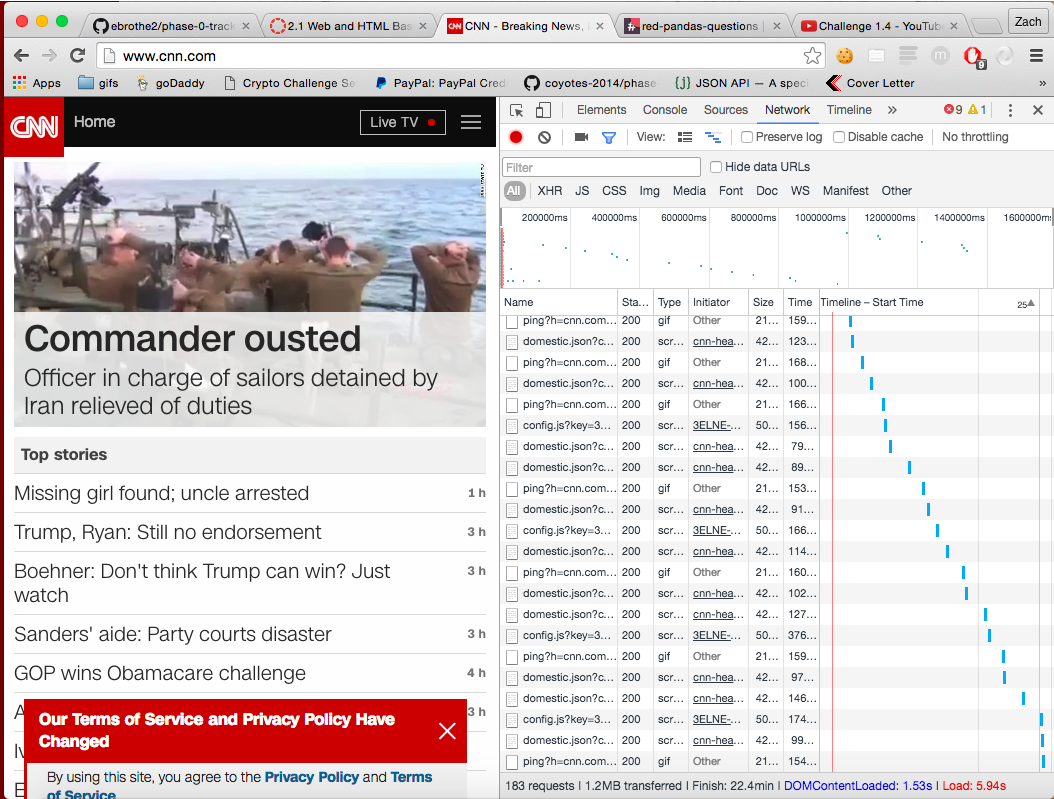 ebrothe2/phase-0-track
2.1 Web and HTML Bas
CNN - Breaking News,
red-pandas-questions
Challenge 1.4 - YouTube
Zach
www.cnn.com
9
Apps
gifs
goDaddy
Crypto Challenge Se
PayPal: PayPal Credi
coyotes-2014/phase
JSON API — A speci
Cover Letter
»
CNN
Home
Live TV
Commander ousted
Officer in charge of sailors detained by
Iran relieved of duties
Top stories
Missing girl found; uncle arrested 1 h
Trump, Ryan: Still no endorsement 3 h
Boehner: Don't think Trump can win? Just 3 h
watch
Sanders' aide: Party courts disaster 3 h
GOP wins Obamacare challenge 4 h
A 3 h
Iv
E
Our Terms of Service and Privacy Policy Have
Changed
By using this site, you agree to the Privacy Policy and Terms
of Service
Elements Console Sources Network Timeline » 9 1
View: Preserve log Disable cache No throttling
Filter Hide data URLs
All XHR JS CSS Img Media Font Doc WS Manifest Other
200000ms 400000ms 600000ms 800000ms 1000000ms 1200000ms 1400000ms 1600000ms
Name Sta... Type Initiator Size Time Timeline – Start Time 25
ping?h=cnn.com... 200 gif Other 21... 159...
domestic.json?c... 200 scr... cnn-hea... 42... 123...
ping?h=cnn.com... 200 gif Other 21... 168...
domestic.json?c... 200 scr... cnn-hea... 42... 100...
ping?h=cnn.com... 200 gif Other 21... 166...
config.js?key=3... 200 scr... 3ELNE-... 50... 156...
domestic.json?c... 200 scr... cnn-hea... 42... 79...
domestic.json?c... 200 scr... cnn-hea... 42... 89...
ping?h=cnn.com... 200 gif Other 21... 153...
domestic.json?c... 200 scr... cnn-hea... 42... 91...
config.js?key=3... 200 scr... 3ELNE-... 50... 166...
domestic.json?c... 200 scr... cnn-hea... 42... 114...
ping?h=cnn.com... 200 gif Other 21... 160...
domestic.json?c... 200 scr... cnn-hea... 42... 102...
domestic.json?c... 200 scr... cnn-hea... 42... 127...
config.js?key=3... 200 scr... 3ELNE-... 50... 376...
ping?h=cnn.com... 200 gif Other 21... 159...
domestic.json?c... 200 scr... cnn-hea... 42... 97...
domestic.json?c... 200 scr... cnn-hea... 42... 146...
config.js?key=3... 200 scr... 3ELNE-... 50... 174...
domestic.json?c... 200 scr... cnn-hea... 42... 99...
ping?h=cnn.com... 200 gif Other 21... 154...
183 requests | 1.2MB transferred | Finish: 22.4min | DOMContentLoaded: 1.53s | Load: 5.94s